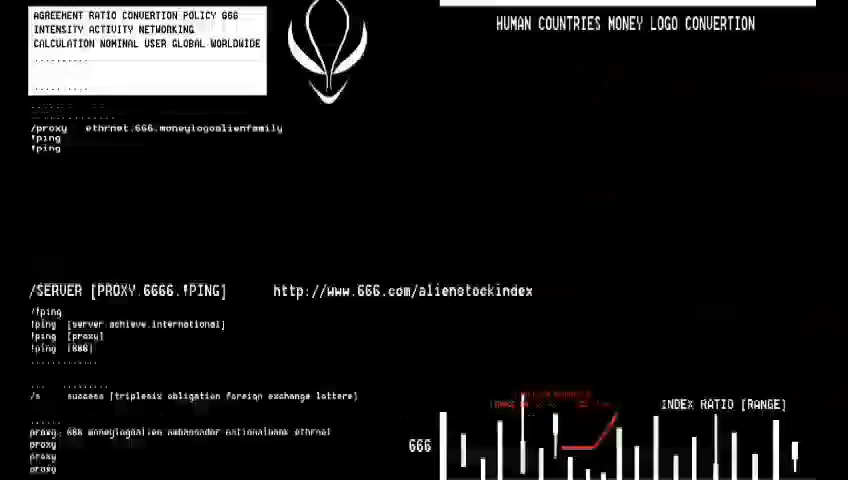 AGREEMENT RATIO CONVERTION POLICY 666
INTENSITY ACTIVITY NETWORKING
CALCULATION NOMINAL USER GLOBAL WORLDWIDE
HUMAN COUNTRIES MONEY LOGO CONVERTION
/proxy ethrnet.666.moneylogoalienfamily
!ping
!ping
/SERVER [PROXY.6666.!PING] http://www.666.com/alienstockindex
/!ping
!ping [server.achieve.international]
!ping [proxy]
!ping [666]
/s success [triplesix obligation foreign exchange letters]
proxy. 666 moneylogoalien ambassador nationalbank ethrnet
proxy
proxy
proxy
666
INDEX RATIO [RANGE]